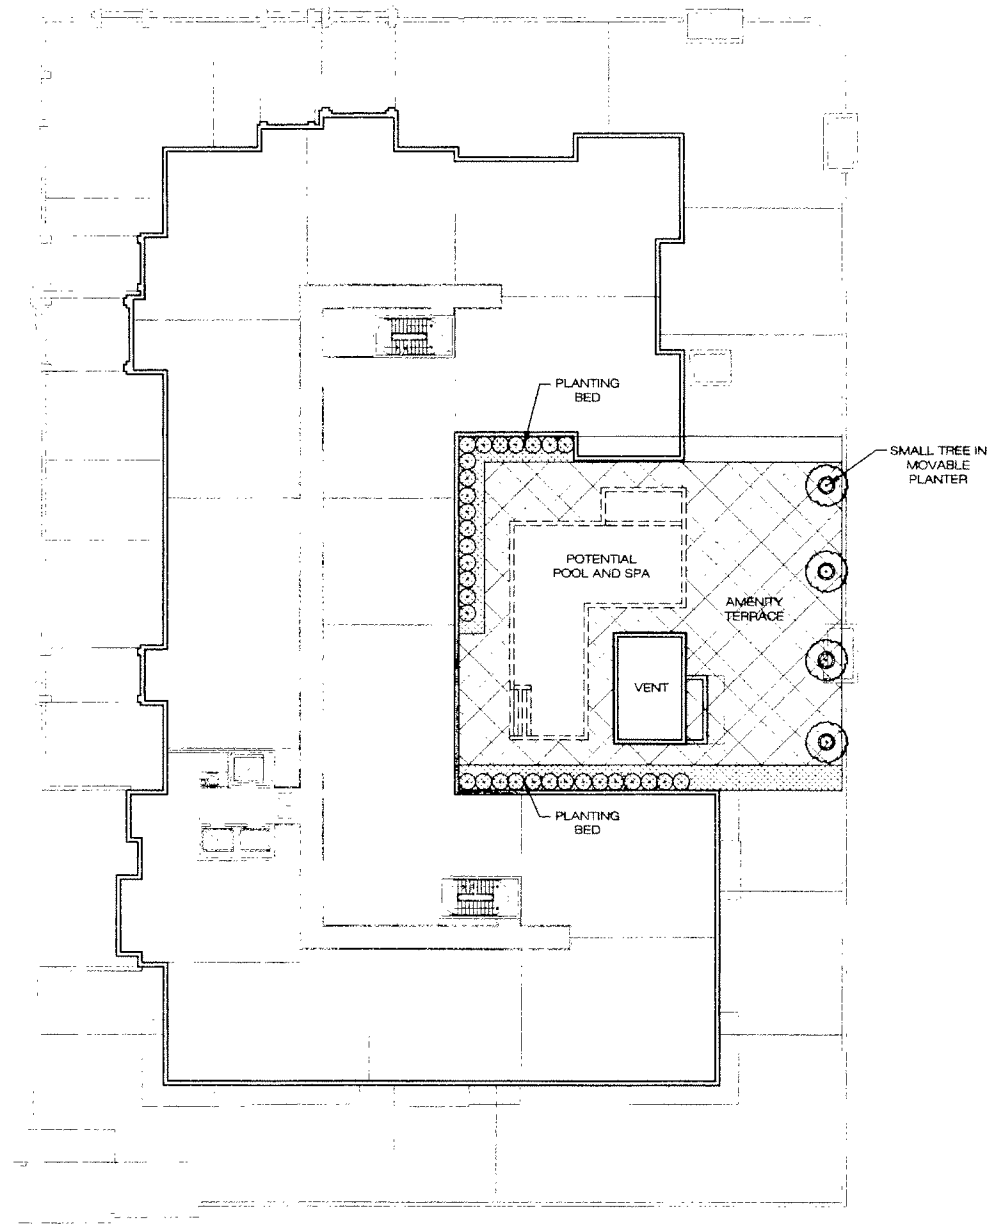 PLANTING
BED
SMALL TREE IN
MOVABLE
PLANTER
POTENTIAL
POOL AND SPA
AMENITY
TERRACE
VENT
PLANTING
BED